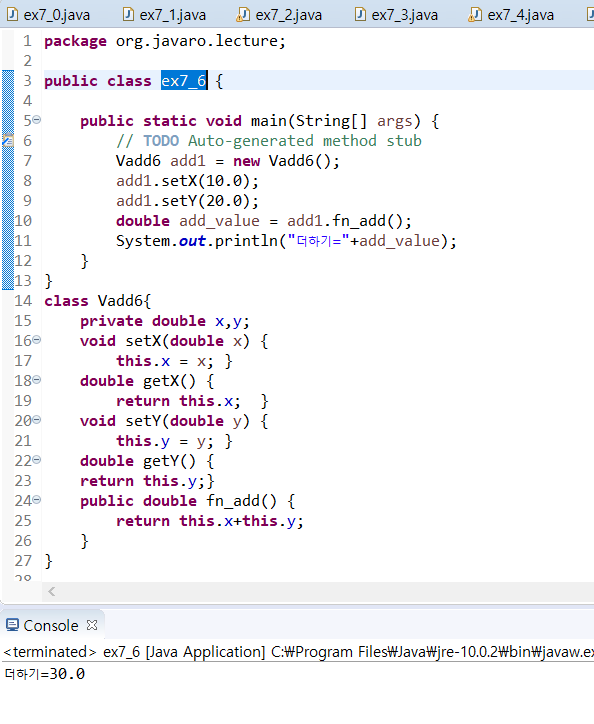 ex7_0.java ex7_1.java ex7_2.java ex7_3.java ex7_4.java
1 package org.javaro.lecture;
2
3 public class ex7_6 {
4
5 public static void main(String[] args) {
6 // TODO Auto-generated method stub
7 Vadd6 add1 = new Vadd6();
8 add1.setX(10.0);
9 add1.setY(20.0);
10 double add_value = add1.fn_add();
11 System.out.println("더하기="+add_value);
12 }
13 }
14 class Vadd6{
15 private double x,y;
16 void setX(double x) {
17 this.x = x; }
18 double getX() {
19 return this.x; }
20 void setY(double y) {
21 this.y = y; }
22 double getY() {
23 return this.y;}
24 public double fn_add() {
25 return this.x+this.y;
26 }
27 }
28
Console
<terminated> ex7_6 [Java Application] C:₩Program Files₩Java₩jre-10.0.2₩bin₩javaw.ex
더하기=30.0